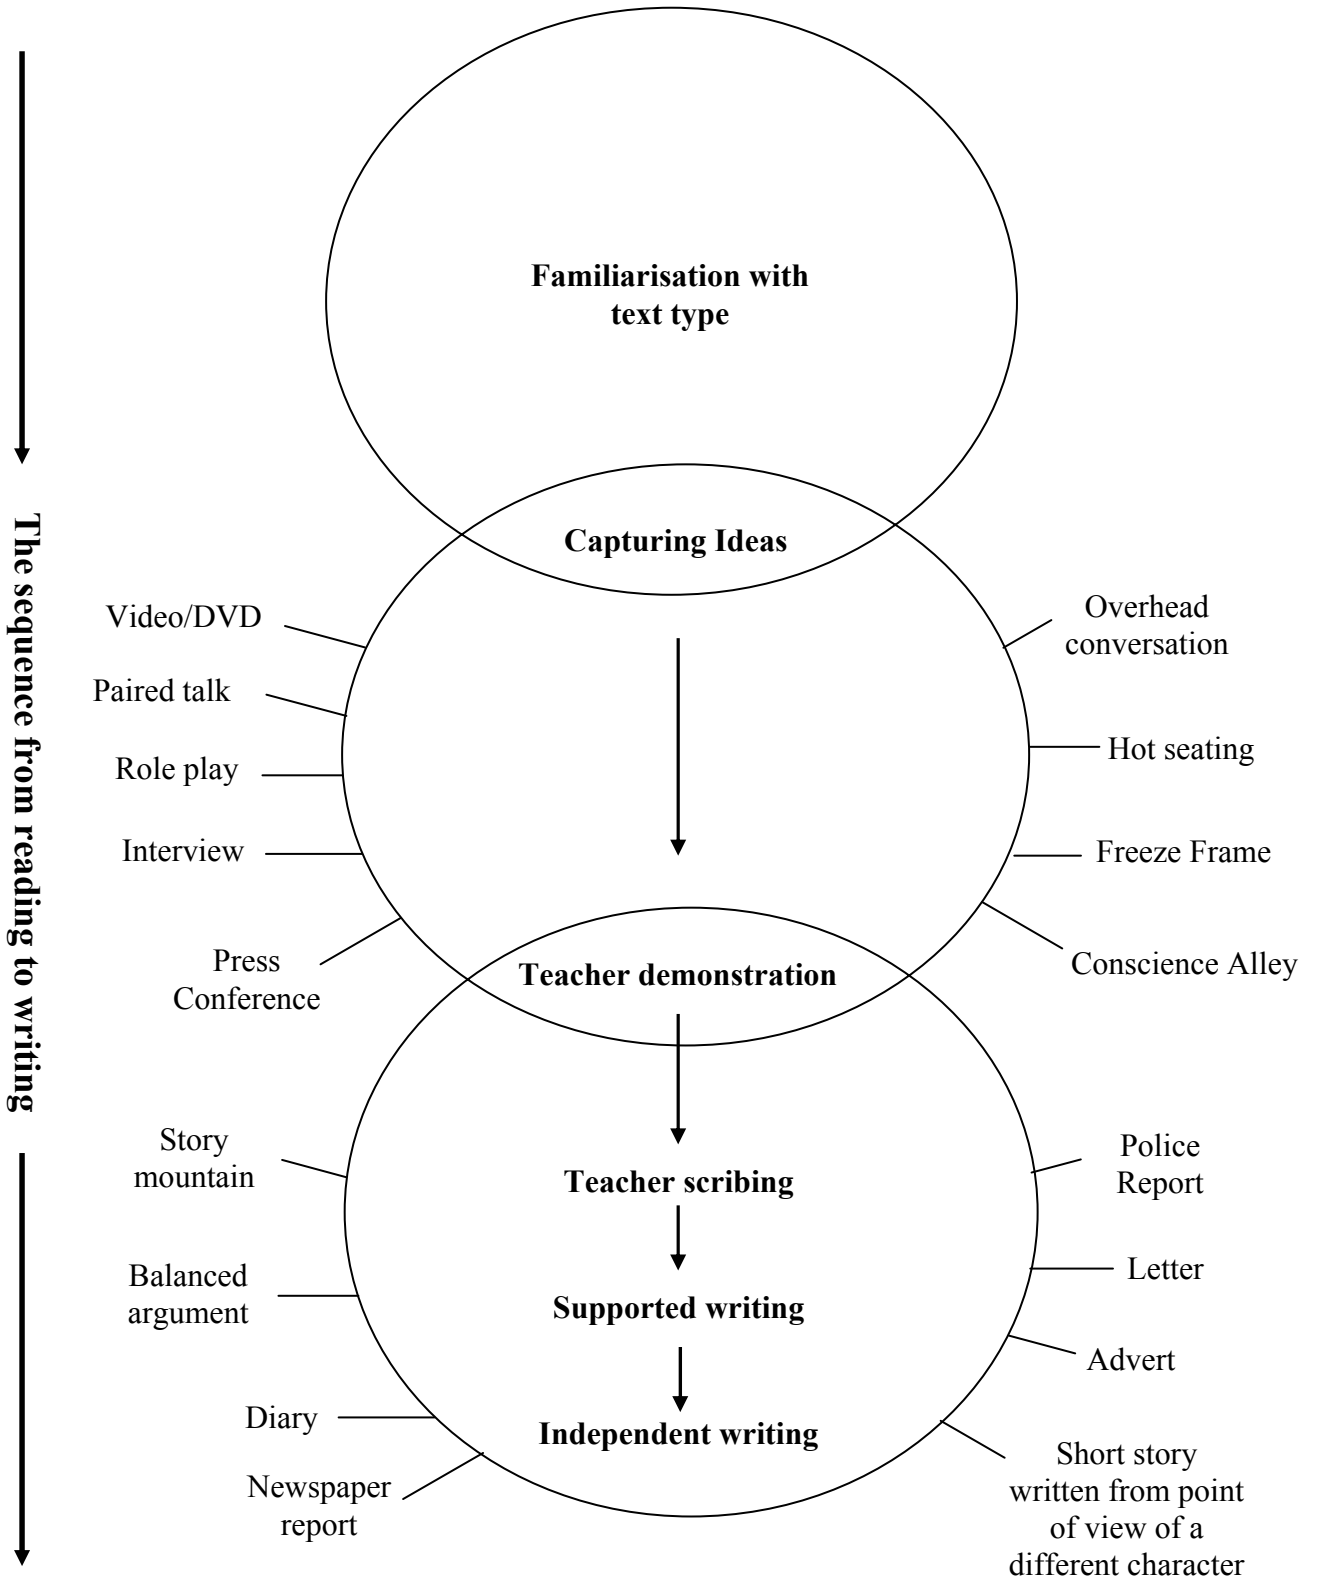 The sequence from reading to writing
Familiarisation with
text type
Capturing Ideas
Video/DVD
Paired talk
Role play
Interview
Press
Conference
Overhead
conversation
Hot seating
Freeze Frame
Conscience Alley
Teacher demonstration
Teacher scribing
Supported writing
Independent writing
Story
mountain
Balanced
argument
Diary
Newspaper
report
Police
Report
Letter
Advert
Short story
written from point
of view of a
different character